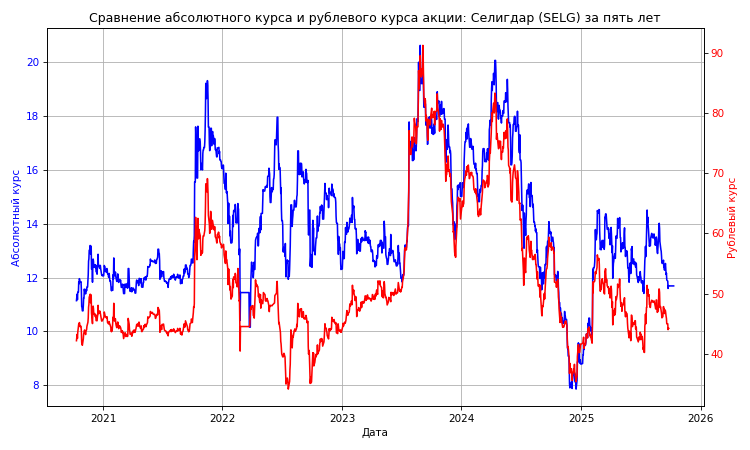 Сравнение абсолютного курса и рублевого курса акции: Селигдар (SELG) за пять лет
20
18
16
14
12
10
8
Абсолютный курс
90
80
70
60
50
40
Рублевый курс
2021 2022 2023 2024 2025 2026
Дата